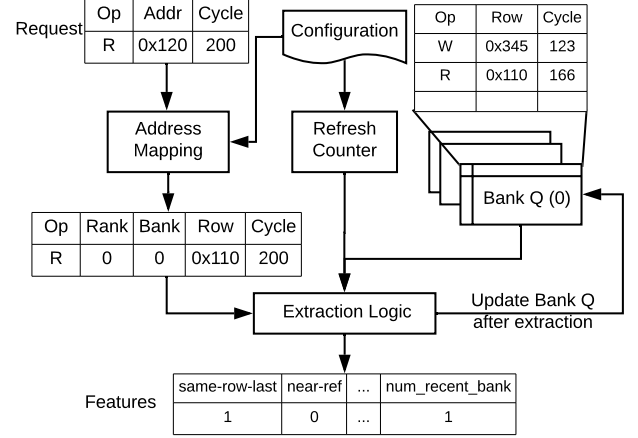 Request
Op Addr Cycle
R 0x120 200
Configuration
Op Row Cycle
W 0x345 123
R 0x110 166
Address
Mapping
Refresh
Counter
Bank Q (0)
Op Rank Bank Row Cycle
R 0 0 0x110 200
Extraction Logic
Update Bank Q
after extraction
Features
same-row-last near-ref ... num_recent_bank
1 0 ... 1